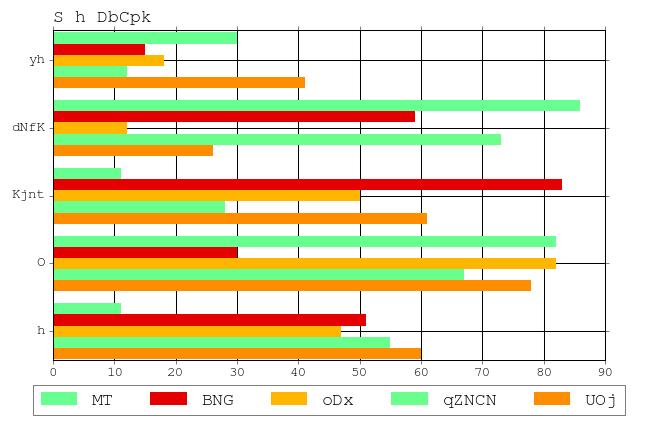 S h DbCpk
yh
dNfK
Kjnt
O
h
0 10 20 30 40 50 60 70 80 90
MT BNG oDx qZNCN UOj